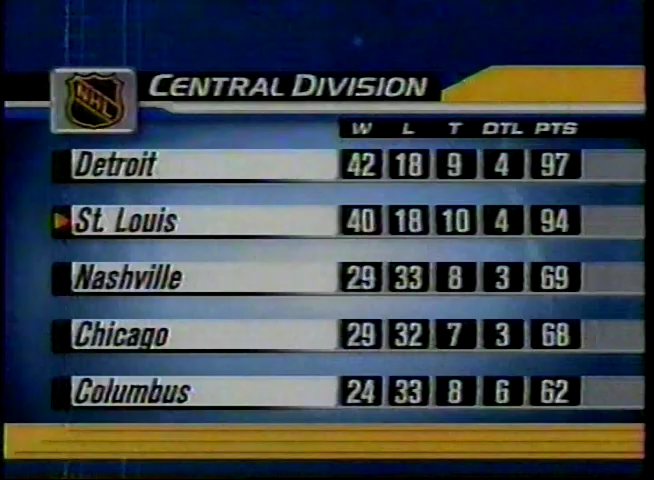 NHL
CENTRAL DIVISION
W L T OTL PTS
Detroit 42 18 9 4 97
St. Louis 40 18 10 4 94
Nashville 29 33 8 3 69
Chicago 29 32 7 3 68
Columbus 24 33 8 6 62